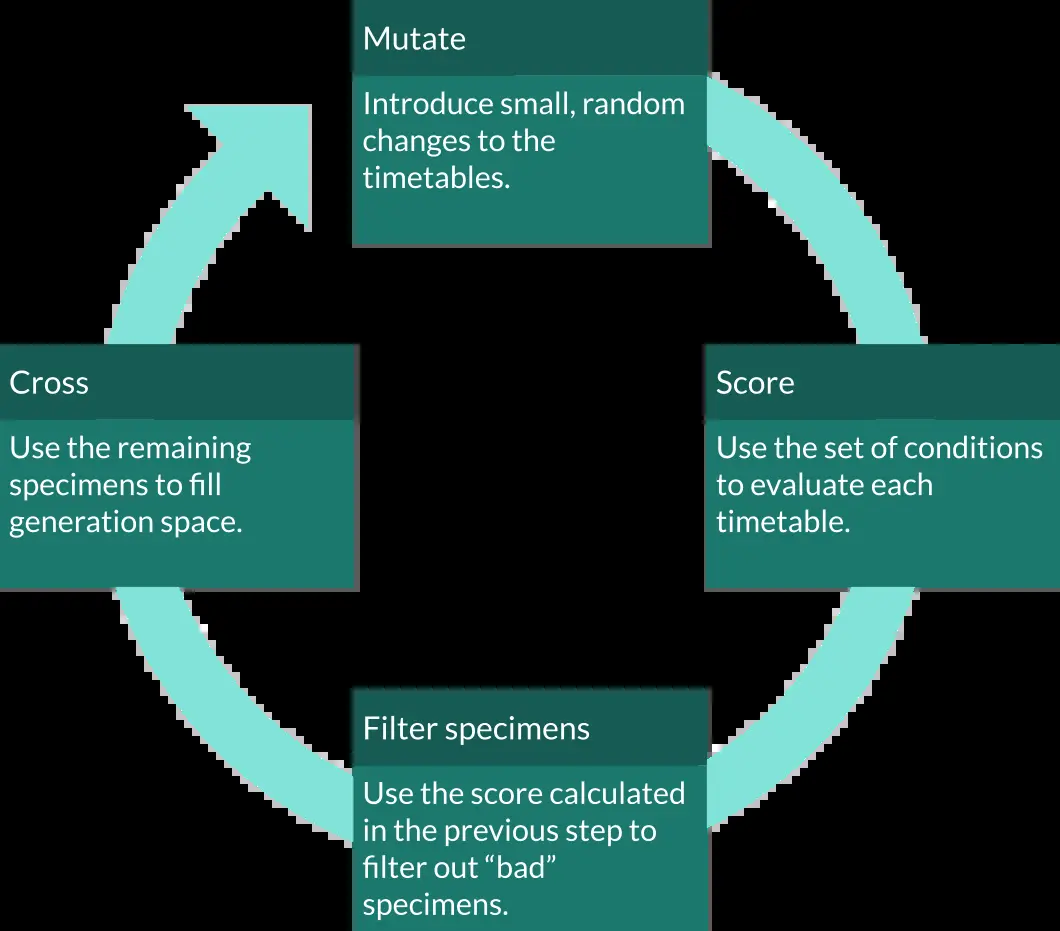 Mutate
Introduce small, random
changes to the
timetables.
Cross
Use the remaining
specimens to fill
generation space.
Score
Use the set of conditions
to evaluate each
timetable.
Filter specimens
Use the score calculated
in the previous step to
filter out “bad”
specimens.